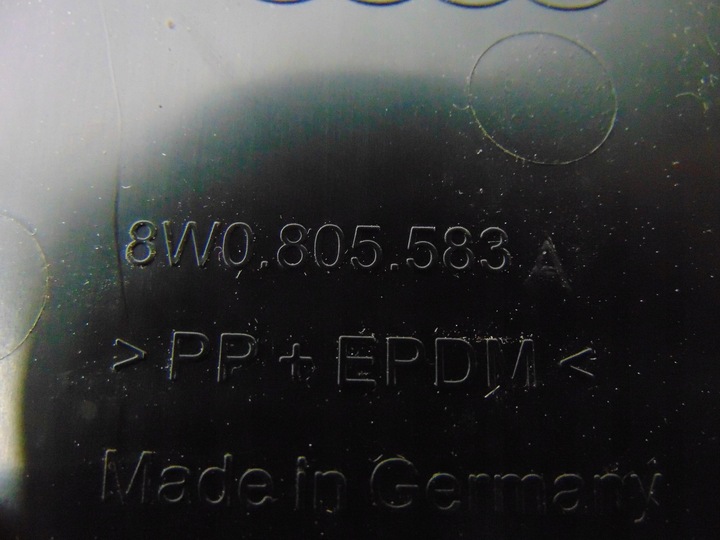 8W0.805.583 A
> PP + EPDM <
Made in Germany